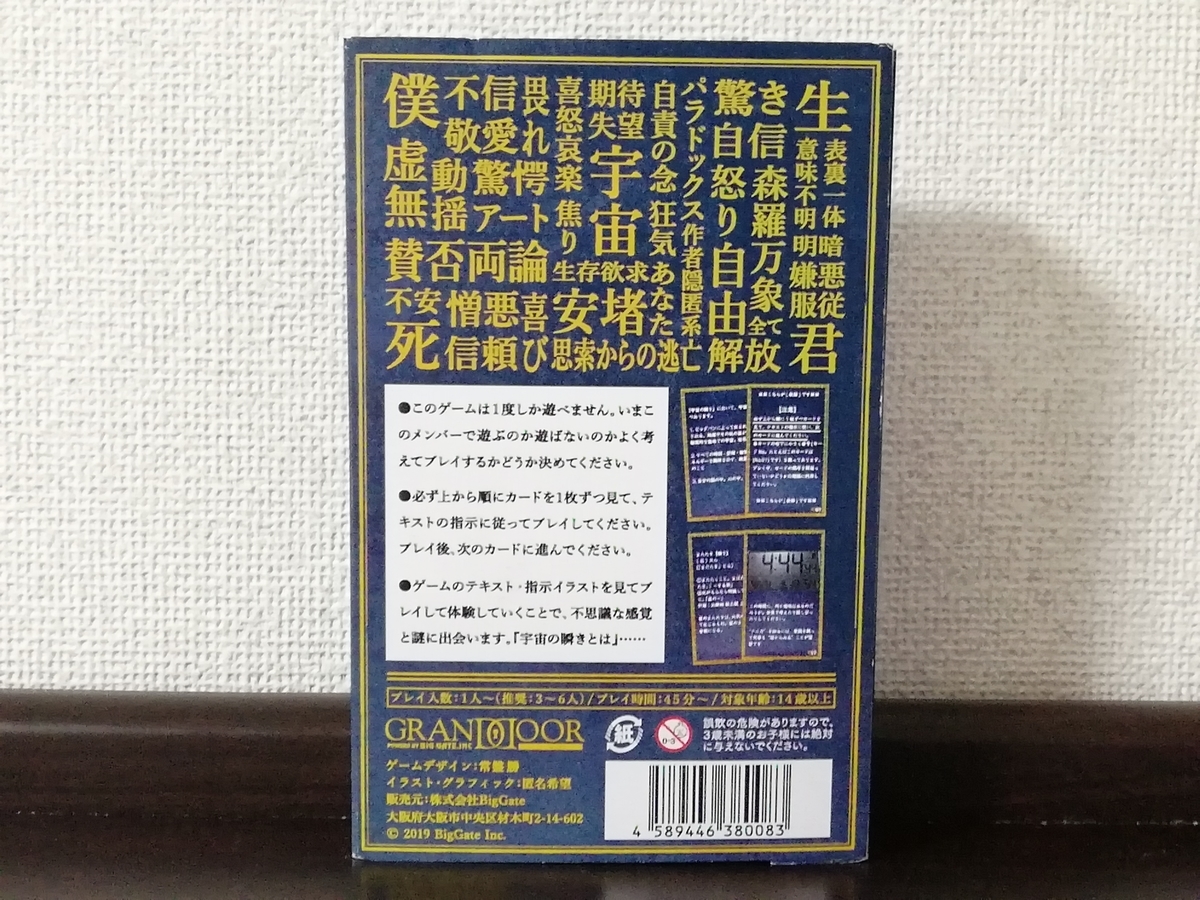 僕
不信
敬愛
畏れ
喜怒哀楽
期待
失望
自責の念
パラドックス
驚き
自信
生
表裏一体
意味不明
虚無
動揺
驚愕
アート
焦り
宇宙
狂気
作者隠匿系
怒り
森羅万象
明暗
嫌悪
賛否両論
生存欲求
あなた
自由
服従
不安
憎悪
喜び
安堵
全て
死
信頼
思索からの逃亡
解放
君
●このゲームは1度しか遊べません。いまこ
のメンバーで遊ぶのか遊ばないのかよく考
えてプレイするかどうか決めてください。
●必ず上から順にカードを1枚ずつ見て、テ
キストの指示に従ってプレイしてください。
プレイ後、次のカードに進んでください。
●ゲームのテキスト・指示イラストを見てプ
レイして体験していくことで、不思議な感覚
と謎に出会います。「宇宙の瞬きとは」……
【注意】
4:44
プレイ人数:1人〜(推奨:3〜6人)/プレイ時間:45分〜/対象年齢:14歳以上
GRANDDOOR
POWERED BY BIG GATE.INC
紙
0-3
誤飲の危険がありますので、
3歳未満のお子様には絶対
に与えないでください。
ゲームデザイン:常盤勝
イラスト・グラフィック:匿名希望
販売元:株式会社BigGate
大阪府大阪市中央区材木町2-14-602
© 2019 BigGate Inc.
4 589446 380083